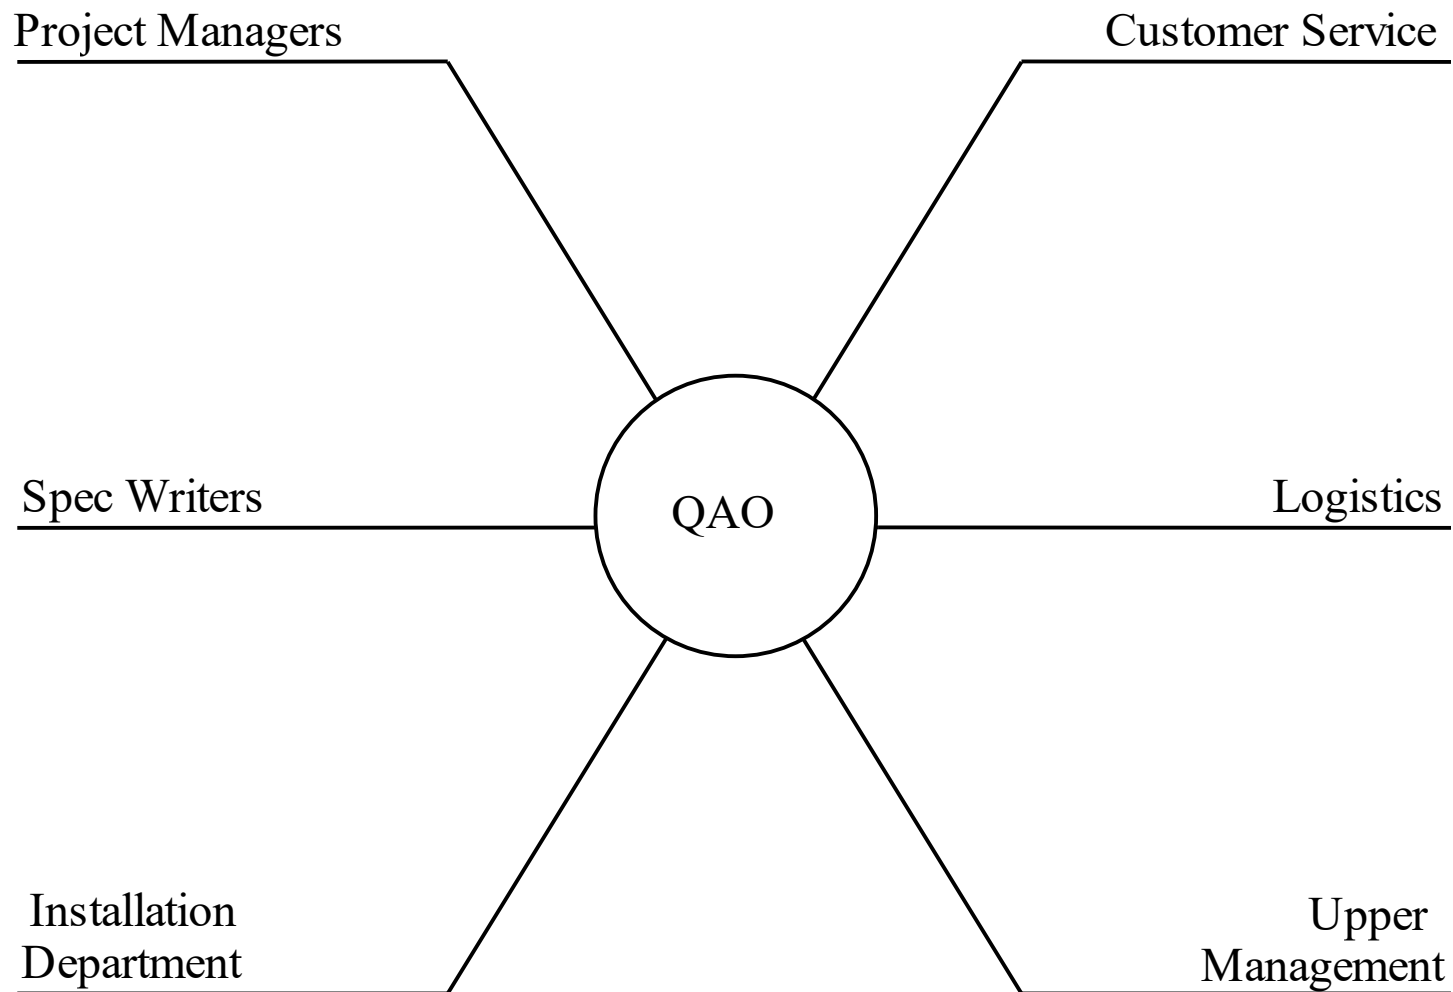 Project Managers
Customer Service
Spec Writers
QAO
Logistics
Installation
Department
Upper
Management